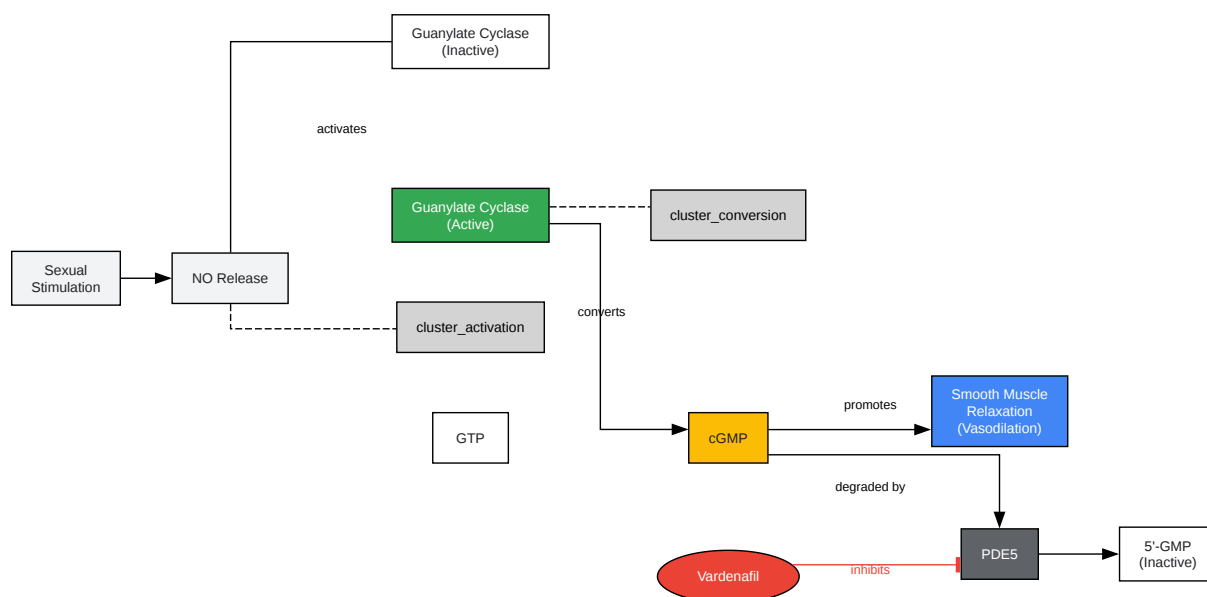 Guanylate Cyclase
(Inactive)
activates
Guanylate Cyclase
(Active)
cluster_conversion
Sexual
Stimulation
NO Release
cluster_activation
converts
Smooth Muscle
Relaxation
(Vasodilation)
promotes
GTP
cGMP
degraded by
PDE5
5'-GMP
(Inactive)
Vardenafil
inhibits